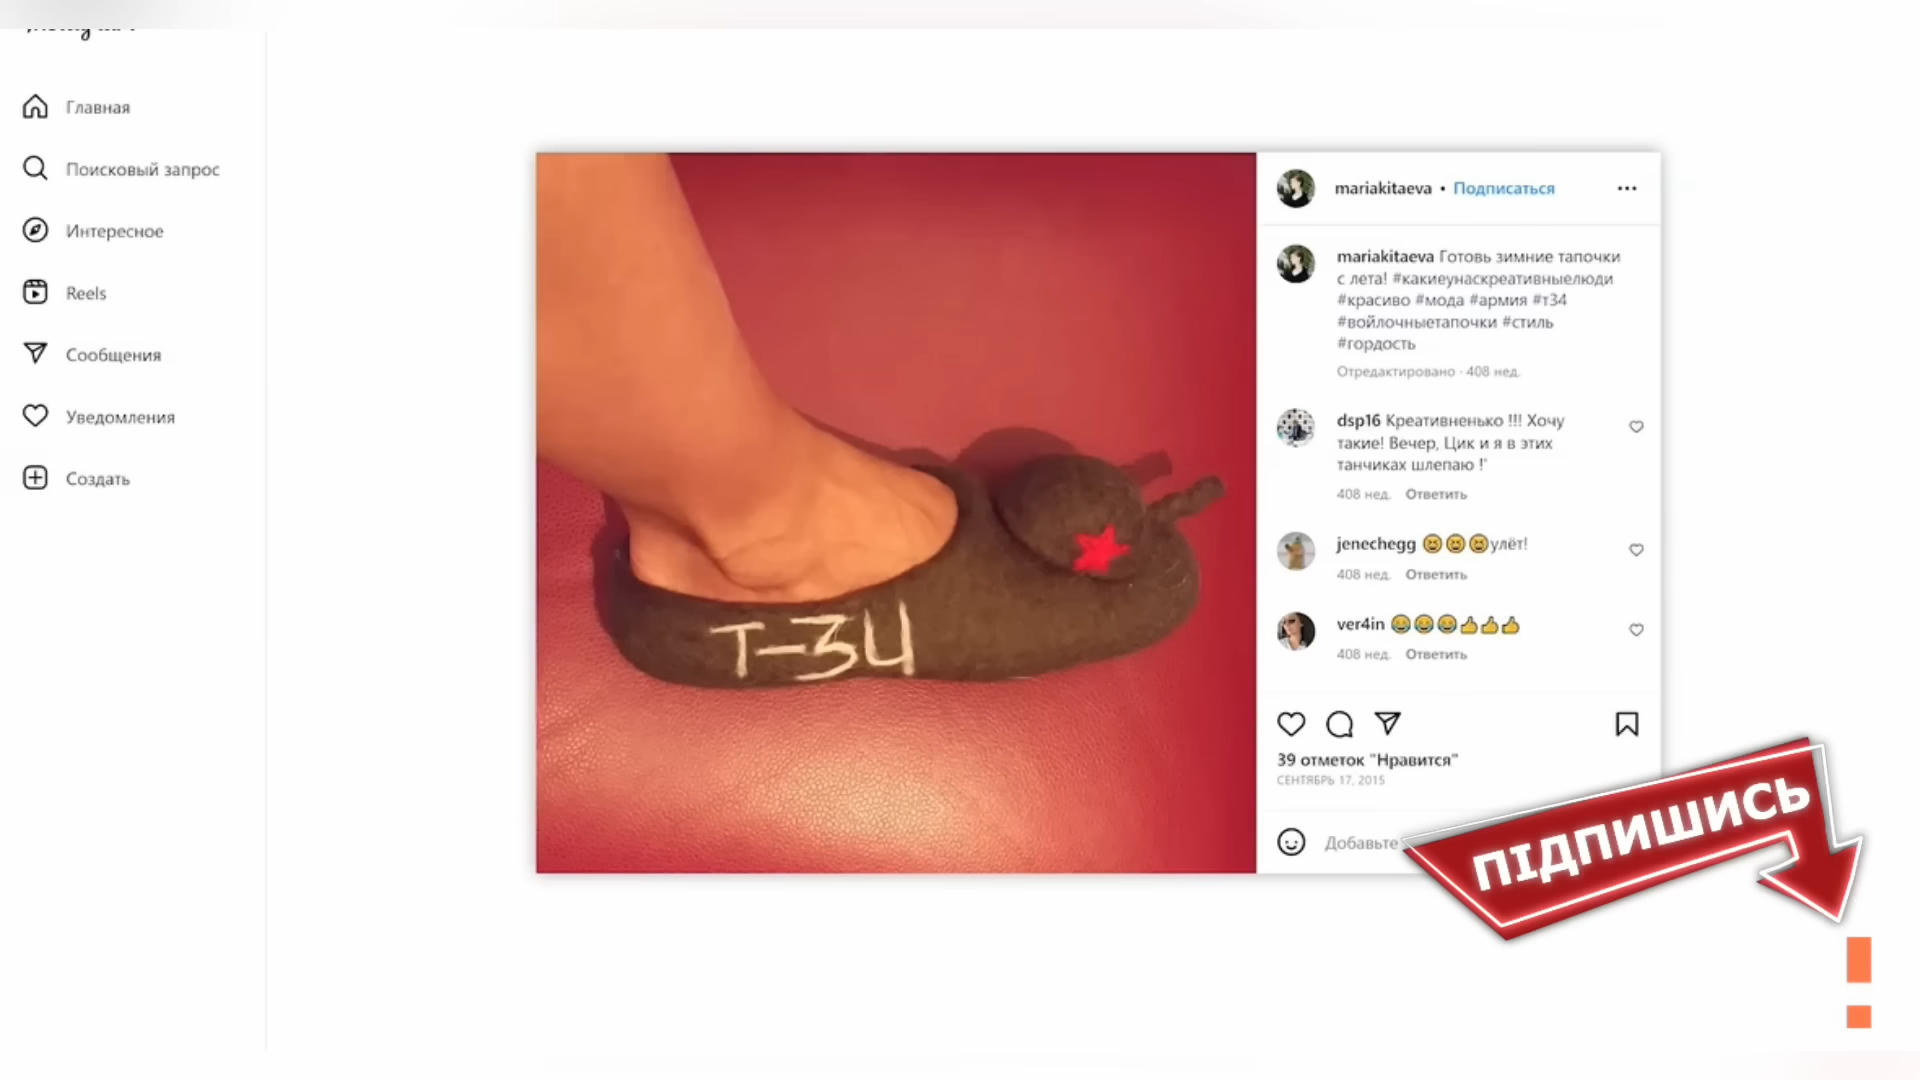 Главная
Поисковый запрос
Интересное
Reels
Сообщения
Уведомления
Создать
Т-34
mariakitaeva • Подписаться
mariakitaeva Готовь зимние тапочки
с лета! #какиеунаскреативныелюди
#красиво #мода #армия #т34
#войлочныетапочки #стиль
#гордость
Отредактировано · 408 нед.
dsp16 Креативненько !!! Хочу
такие! Вечер, Цик и я в этих
танчиках шлепаю !'
408 нед. Ответить
jenechegg 😆😆😆улёт!
408 нед. Ответить
ver4in 😂😂😂👍👍👍
408 нед. Ответить
39 отметок "Нравится"
СЕНТЯБРЬ 17, 2015
Добавьте
ПІДПИШИСЬ